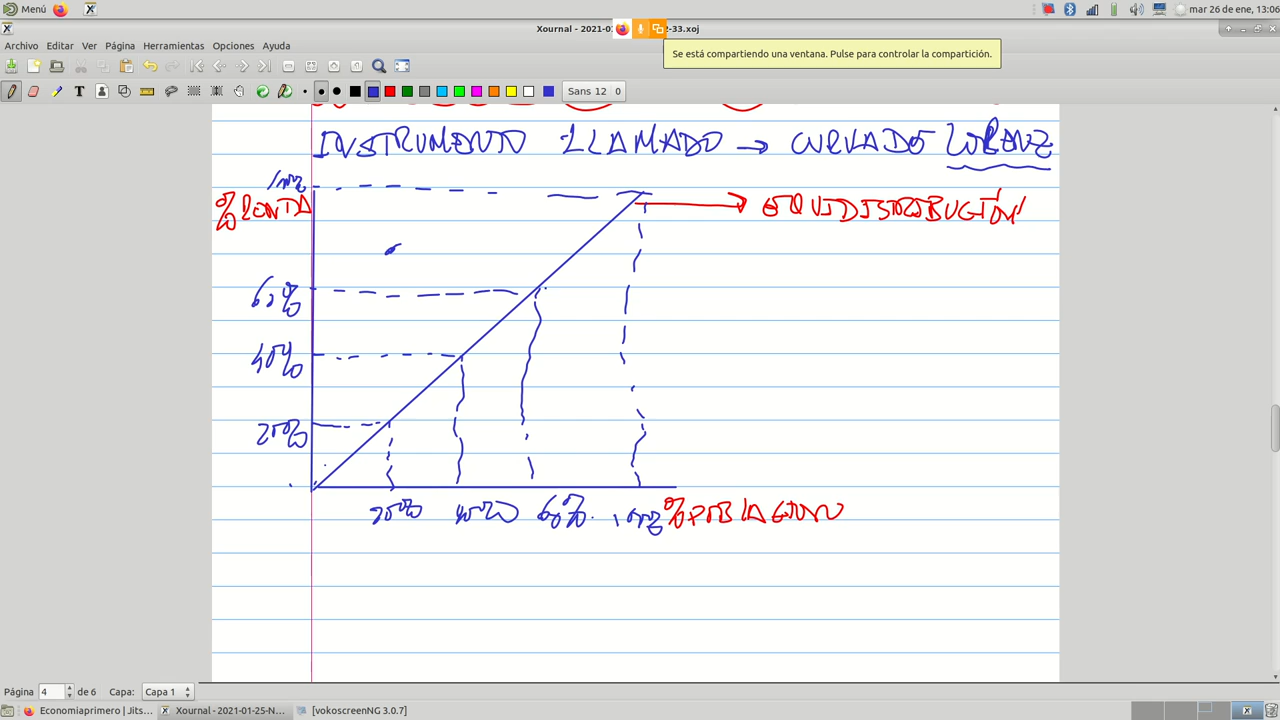 Menú
mar 26 de ene, 13:06
Xournal - 2021-01
2-33.xoj
Se está compartiendo una ventana. Pulse para controlar la compartición.
Archivo Editar Ver Página Herramientas Opciones Ayuda
Sans 12 0
INSTRUMENTO LLAMADO → CURVA DE LORENZ
100%
% RENTA
EQUIDISTRIBUCIÓN
60%
40%
20%
20% 40% 60% 100% % POBLACION
Página 4 de 6 Capa: Capa 1
Economiaprimero | Jits... Xournal - 2021-01-25-N... [vokoscreenNG 3.0.7]